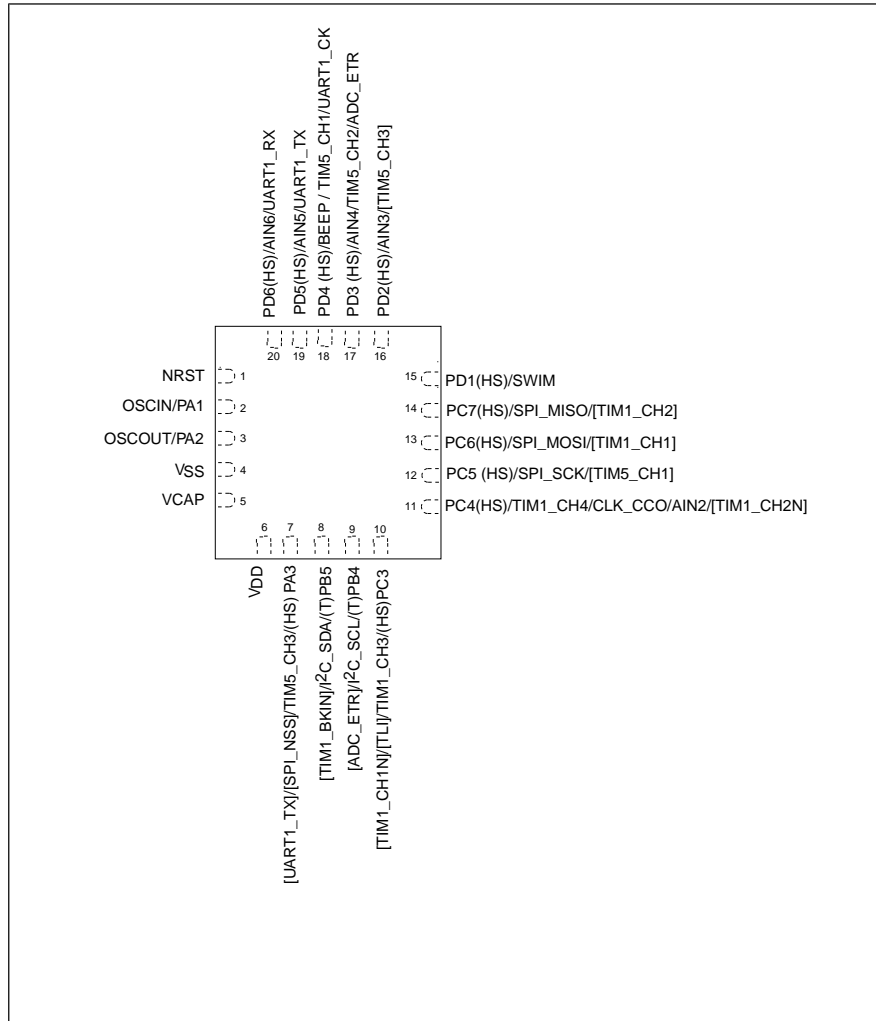 PD6(HS)/AIN6/UART1_RX
PD5(HS)/AIN5/UART1_TX
PD4 (HS)/BEEP / TIM5_CH1/UART1_CK
PD3 (HS)/AIN4/TIM5_CH2/ADC_ETR
PD2(HS)/AIN3/[TIM5_CH3]
20 19 18 17 16
NRST 1
OSCIN/PA1 2
OSCOUT/PA2 3
VSS 4
VCAP 5
15 PD1(HS)/SWIM
14 PC7(HS)/SPI_MISO/[TIM1_CH2]
13 PC6(HS)/SPI_MOSI/[TIM1_CH1]
12 PC5 (HS)/SPI_SCK/[TIM5_CH1]
11 PC4(HS)/TIM1_CH4/CLK_CCO/AIN2/[TIM1_CH2N]
6 7 8 9 10
VDD
[UART1_TX]/[SPI_NSS]/TIM5_CH3/(HS) PA3
[TIM1_BKIN]/I²C_SDA/(T)PB5
[ADC_ETR]/I²C_SCL/(T)PB4
[TIM1_CH1N]/[TLI]/TIM1_CH3/(HS)PC3